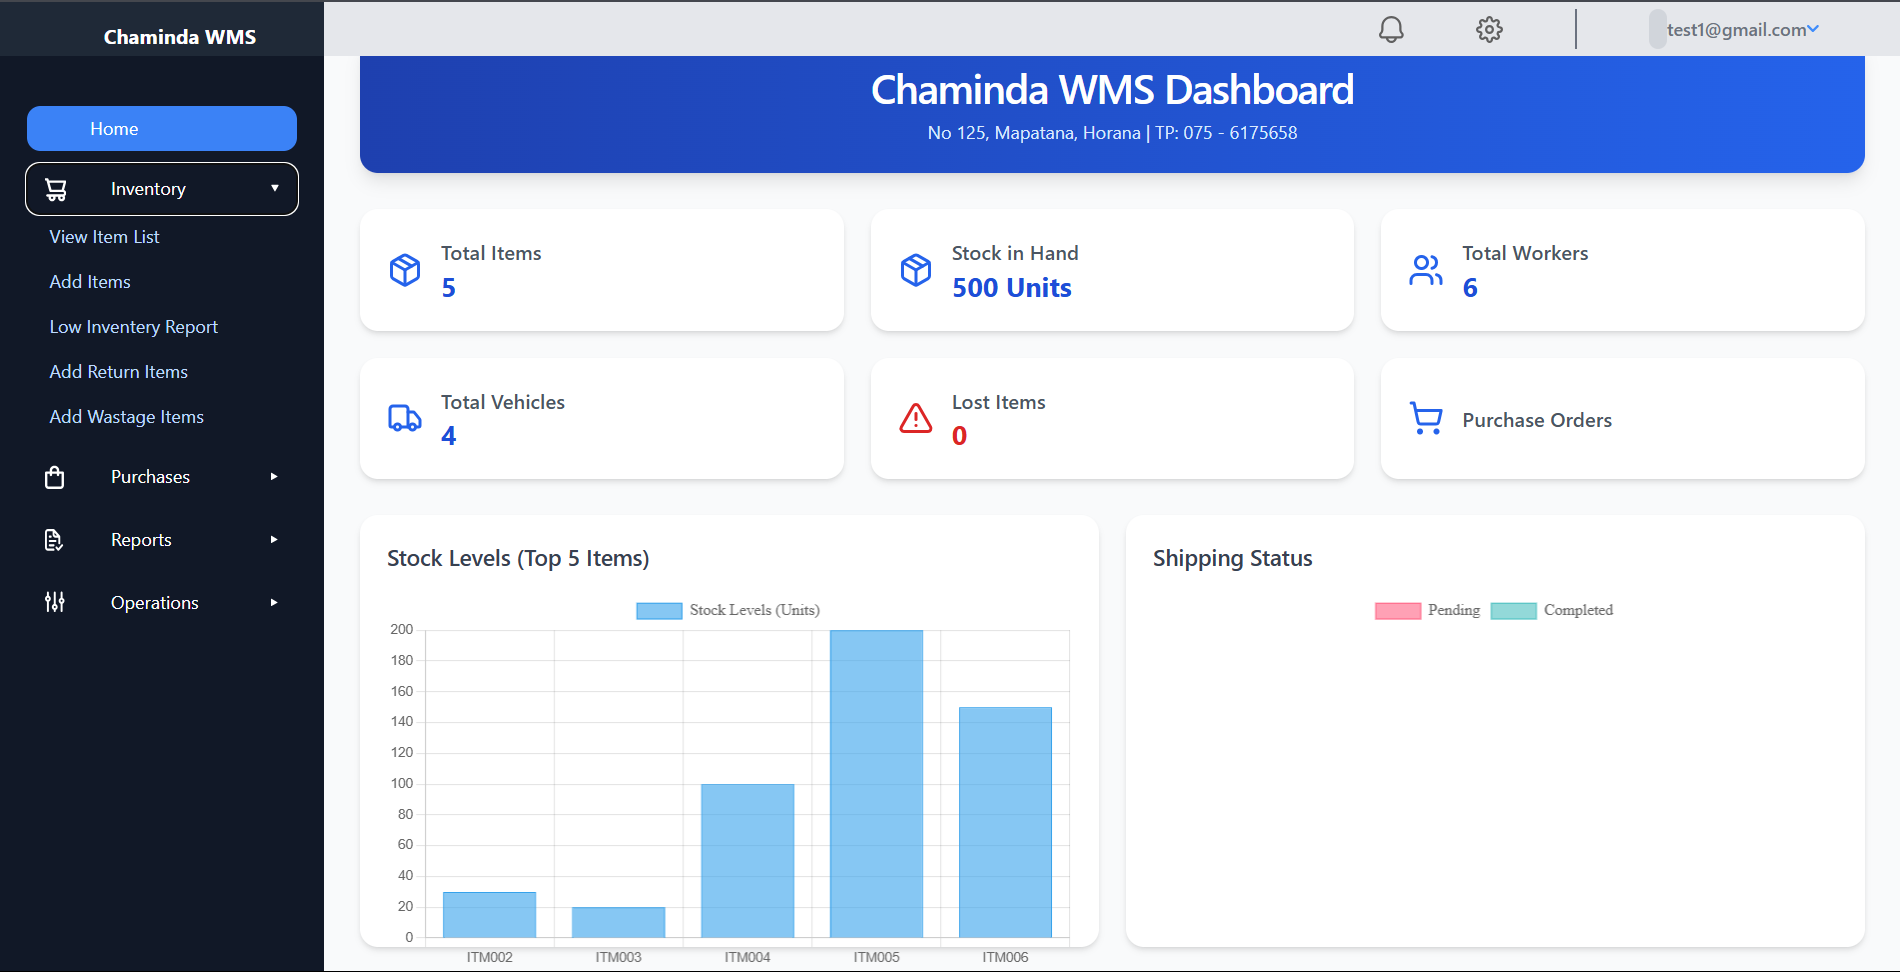 Chaminda WMS
test1@gmail.com
Home
Inventory
View Item List
Add Items
Low Inventery Report
Add Return Items
Add Wastage Items
Purchases
Reports
Operations
Chaminda WMS Dashboard
No 125, Mapatana, Horana | TP: 075 - 6175658
Total Items
5
Stock in Hand
500 Units
Total Workers
6
Total Vehicles
4
Lost Items
0
Purchase Orders
Stock Levels (Top 5 Items)
Stock Levels (Units)
200
180
160
140
120
100
80
60
40
20
0
ITM002 ITM003 ITM004 ITM005 ITM006
Shipping Status
Pending Completed